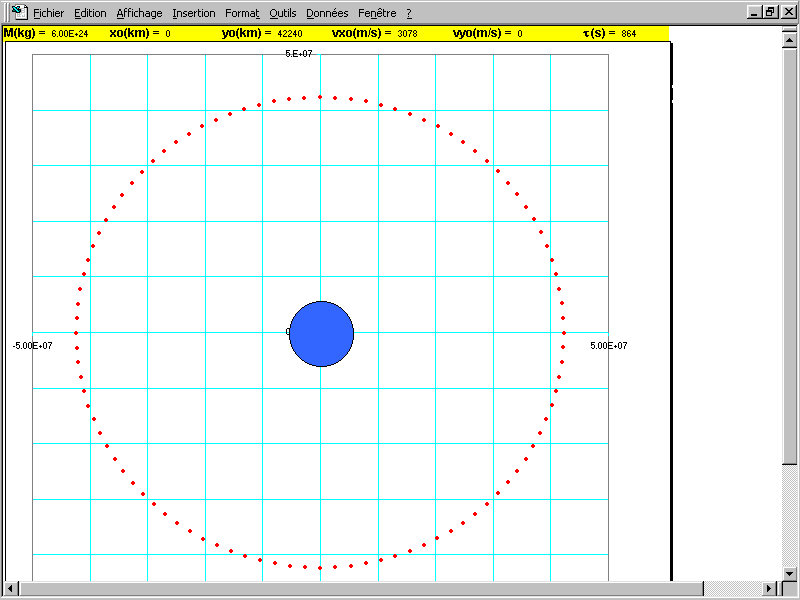 Fichier Edition Affichage Insertion Format Outils Données Fenêtre ?
M(kg) = 6.00E+24 xo(km) = 0 yo(km) = 42240 vxo(m/s) = 3078 vyo(m/s) = 0 τ(s) = 864
5.E+07
0
-5.00E+07 5.00E+07